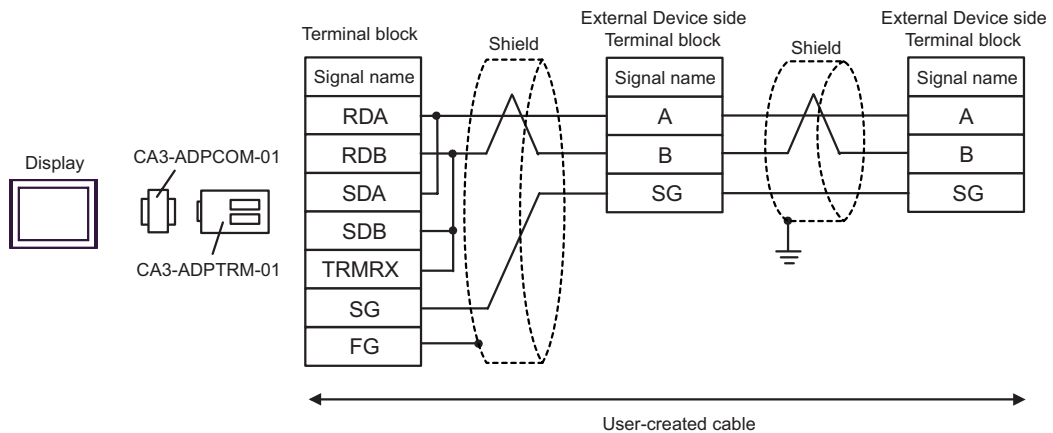 Display
CA3-ADPCOM-01
CA3-ADPTRM-01
Terminal block
Signal name
RDA
RDB
SDA
SDB
TRMRX
SG
FG
Shield
External Device side
Terminal block
Signal name
A
B
SG
Shield
External Device side
Terminal block
Signal name
A
B
SG
User-created cable